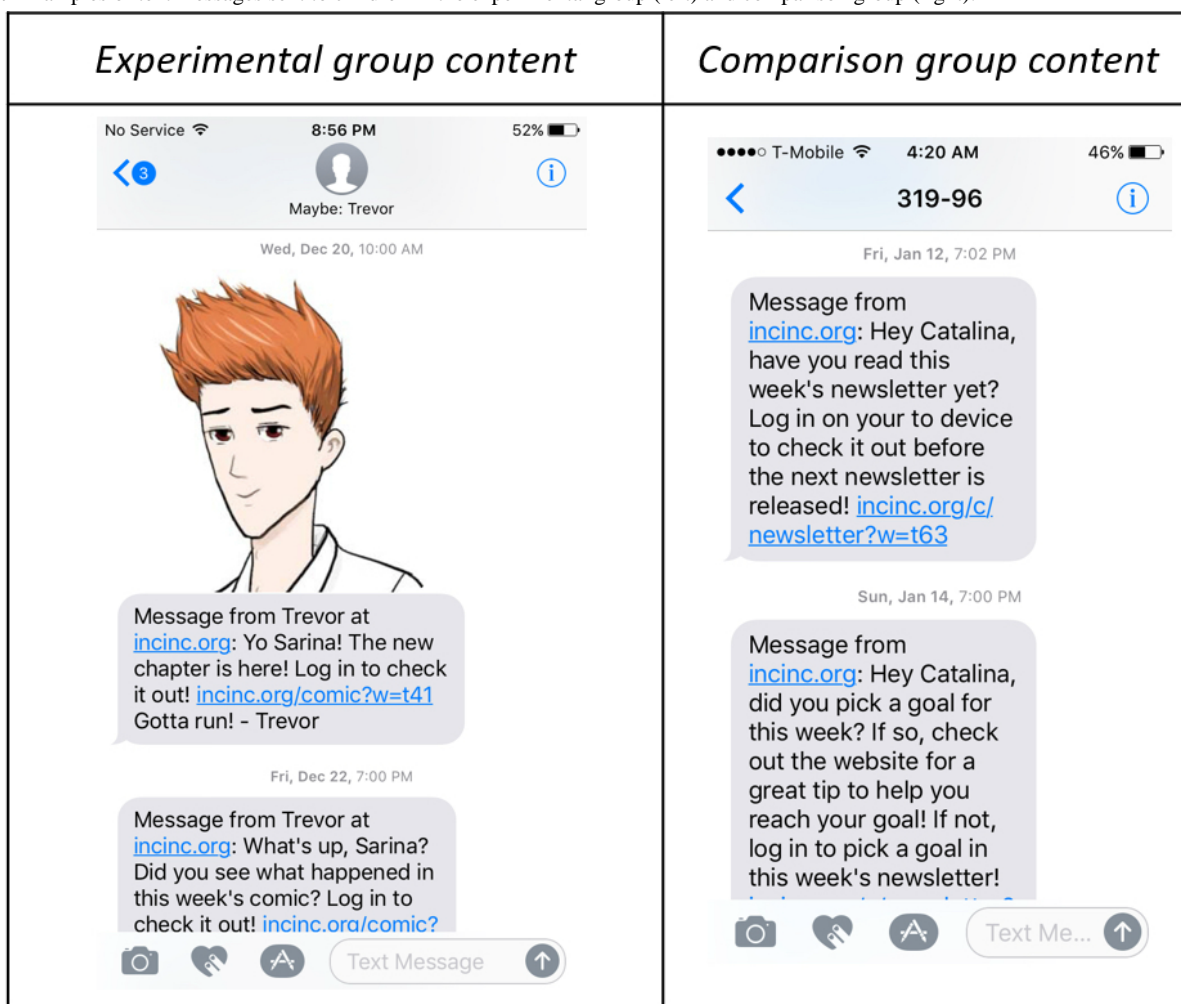 Experimental group content
Comparison group content
No Service 8:56 PM 52%
3
Maybe: Trevor
Wed, Dec 20, 10:00 AM
Message from Trevor at
incinc.org: Yo Sarina! The new
chapter is here! Log in to check
it out! incinc.org/comic?w=t41
Gotta run! - Trevor
Fri, Dec 22, 7:00 PM
Message from Trevor at
incinc.org: What's up, Sarina?
Did you see what happened in
this week's comic? Log in to
check it out! incinc.org/comic?
Text Message
T-Mobile 4:20 AM 46%
319-96
Fri, Jan 12, 7:02 PM
Message from
incinc.org: Hey Catalina,
have you read this
week's newsletter yet?
Log in on your to device
to check it out before
the next newsletter is
released! incinc.org/c/
newsletter?w=t63
Sun, Jan 14, 7:00 PM
Message from
incinc.org: Hey Catalina,
did you pick a goal for
this week? If so, check
out the website for a
great tip to help you
reach your goal! If not,
log in to pick a goal in
this week's newsletter!
Text Me...